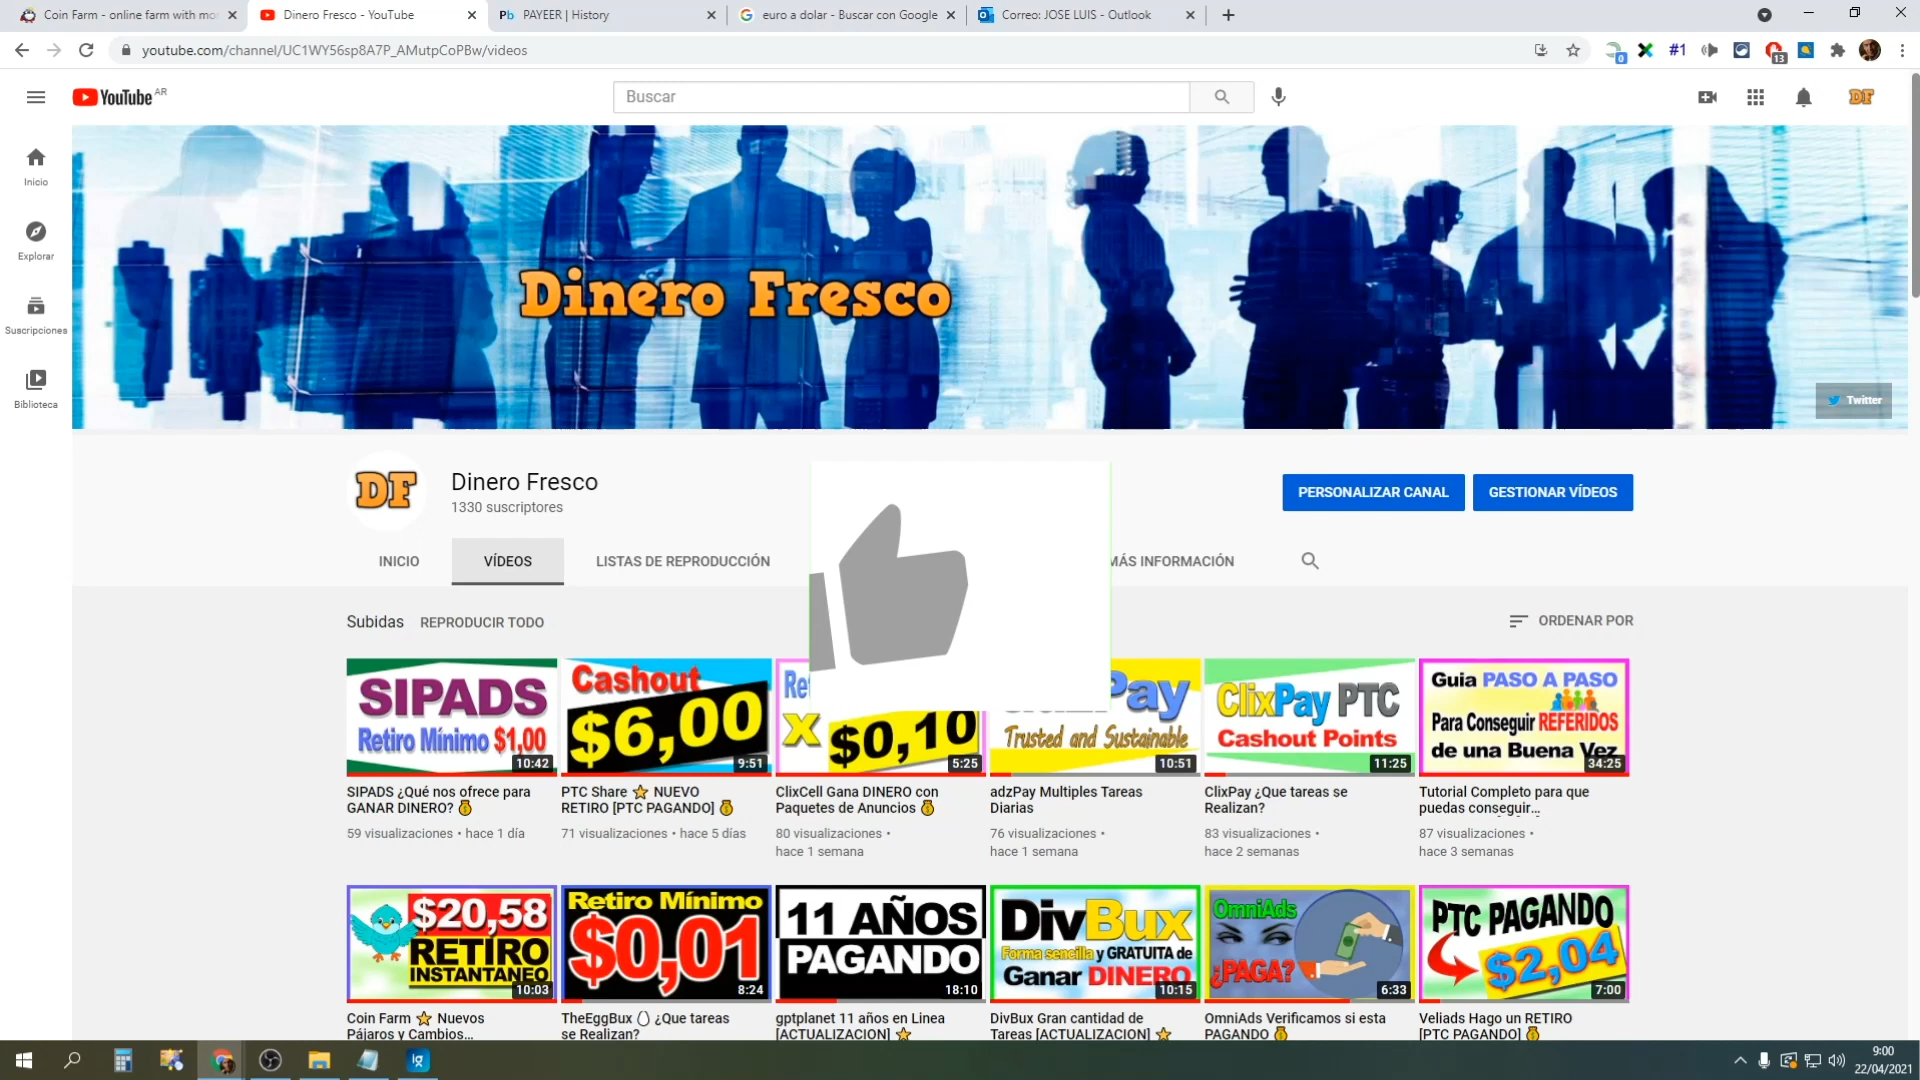 Coin Farm - online farm with mo
Dinero Fresco - YouTube
Pb PAYEER | History
euro a dolar - Buscar con Google
Correo: JOSE LUIS - Outlook
youtube.com/channel/UC1WY56sp8A7P_AMutpCoPBw/videos
0
#1
13
YouTube AR
Buscar
DF
Inicio
Explorar
Suscripciones
Biblioteca
Dinero Fresco
Twitter
DF
Dinero Fresco
1330 suscriptores
PERSONALIZAR CANAL
GESTIONAR VÍDEOS
INICIO
VÍDEOS
LISTAS DE REPRODUCCIÓN
MÁS INFORMACIÓN
Subidas
REPRODUCIR TODO
ORDENAR POR
SIPADS
Retiro Mínimo $1,00
10:42
Cashout
$6,00
9:51
Re
X $0,10
5:25
Pay
Trusted and Sustainable
10:51
ClixPay PTC
Cashout Points
11:25
Guia PASO A PASO
Para Conseguir REFERIDOS
de una Buena Vez
34:25
SIPADS ¿Qué nos ofrece para
GANAR DINERO?
59 visualizaciones • hace 1 día
PTC Share ⭐ NUEVO
RETIRO [PTC PAGANDO]
71 visualizaciones • hace 5 días
ClixCell Gana DINERO con
Paquetes de Anuncios
80 visualizaciones •
hace 1 semana
adzPay Multiples Tareas
Diarias
76 visualizaciones •
hace 1 semana
ClixPay ¿Que tareas se
Realizan?
83 visualizaciones •
hace 2 semanas
Tutorial Completo para que
puedas conseguir...
87 visualizaciones •
hace 3 semanas
$20,58
RETIRO
INSTANTANEO
10:03
Retiro Mínimo
$0,01
8:24
11 AÑOS
PAGANDO
18:10
DivBux
Forma sencilla y GRATUITA de
Ganar DINERO
10:15
OmniAds
¿PAGA?
6:33
PTC PAGANDO
$2,04
7:00
Coin Farm ⭐ Nuevos
Pájaros y Cambios...
TheEggBux ¿Que tareas
se Realizan?
gptplanet 11 años en Linea
[ACTUALIZACION] ⭐
DivBux Gran cantidad de
Tareas [ACTUALIZACION] ⭐
OmniAds Verificamos si esta
PAGANDO
Veliads Hago un RETIRO
[PTC PAGANDO]
9:00
22/04/2021